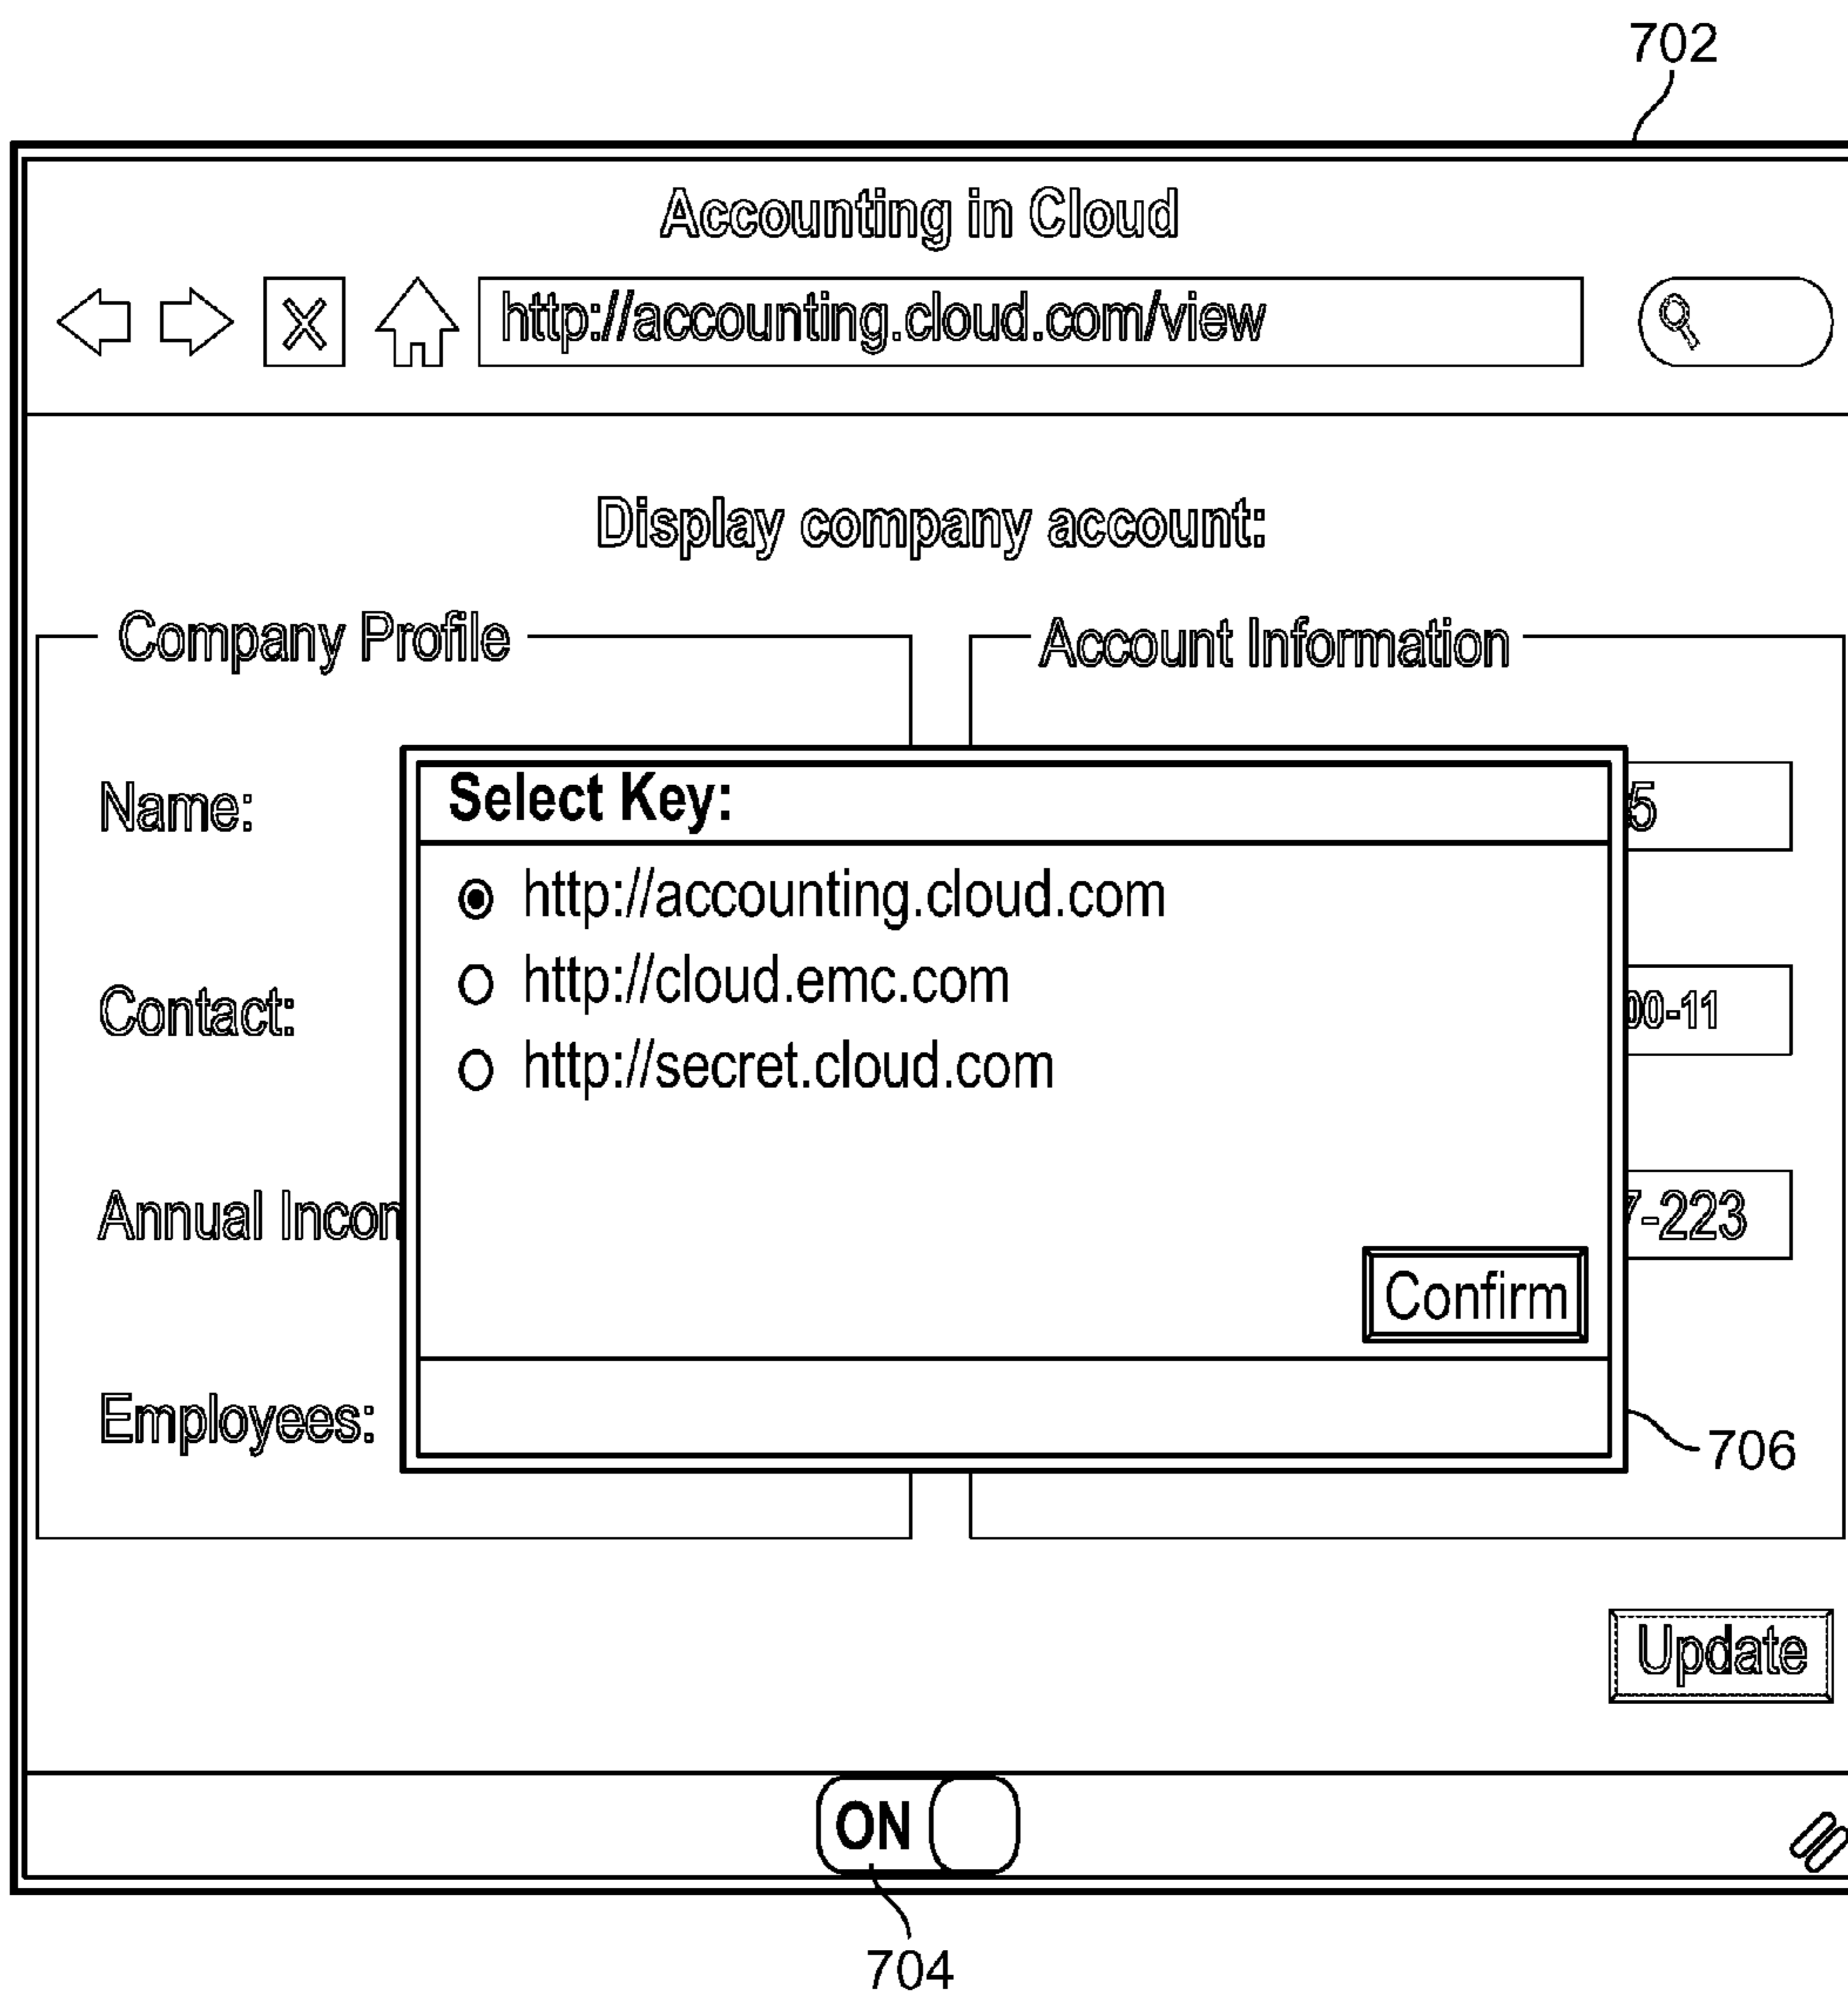 702
Accounting in Cloud
http://accounting.cloud.com/view
Display company account:
Company Profile
Account Information
Name:
Select Key:
5
http://accounting.cloud.com
http://cloud.emc.com
Contact:
00-11
http://secret.cloud.com
Annual Incom
7-223
Confirm
Employees:
706
Update
ON
704